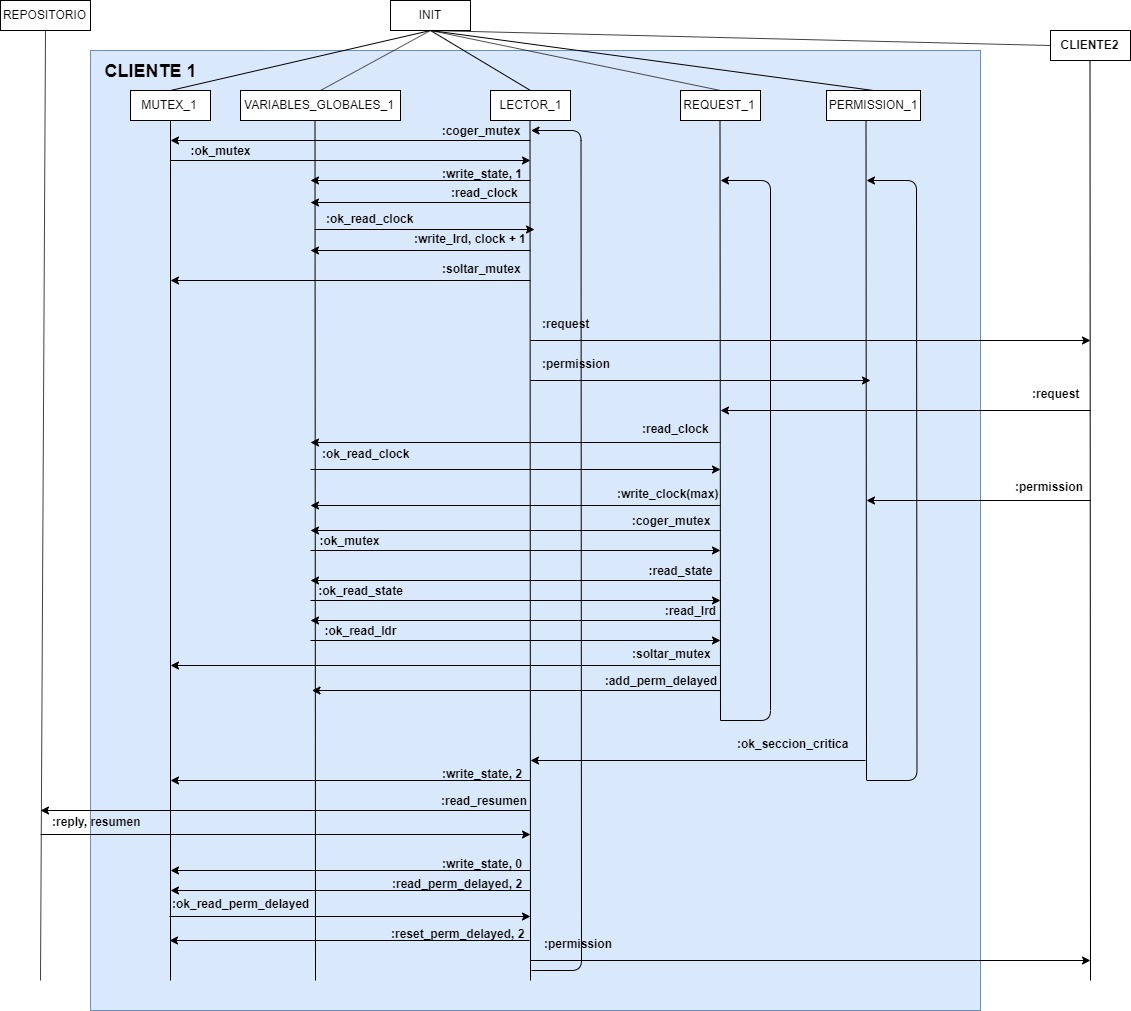 REPOSITORIO
INIT
CLIENTE2
CLIENTE 1
MUTEX_1
VARIABLES_GLOBALES_1
LECTOR_1
REQUEST_1
PERMISSION_1
:coger_mutex
:ok_mutex
:write_state, 1
:read_clock
:ok_read_clock
:write_lrd, clock + 1
:soltar_mutex
:request
:permission
:request
:read_clock
:ok_read_clock
:permission
:write_clock(max)
:coger_mutex
:ok_mutex
:read_state
:ok_read_state
:read_lrd
:ok_read_ldr
:soltar_mutex
:add_perm_delayed
:ok_seccion_critica
:write_state, 2
:read_resumen
:reply, resumen
:write_state, 0
:read_perm_delayed, 2
:ok_read_perm_delayed
:reset_perm_delayed, 2
:permission